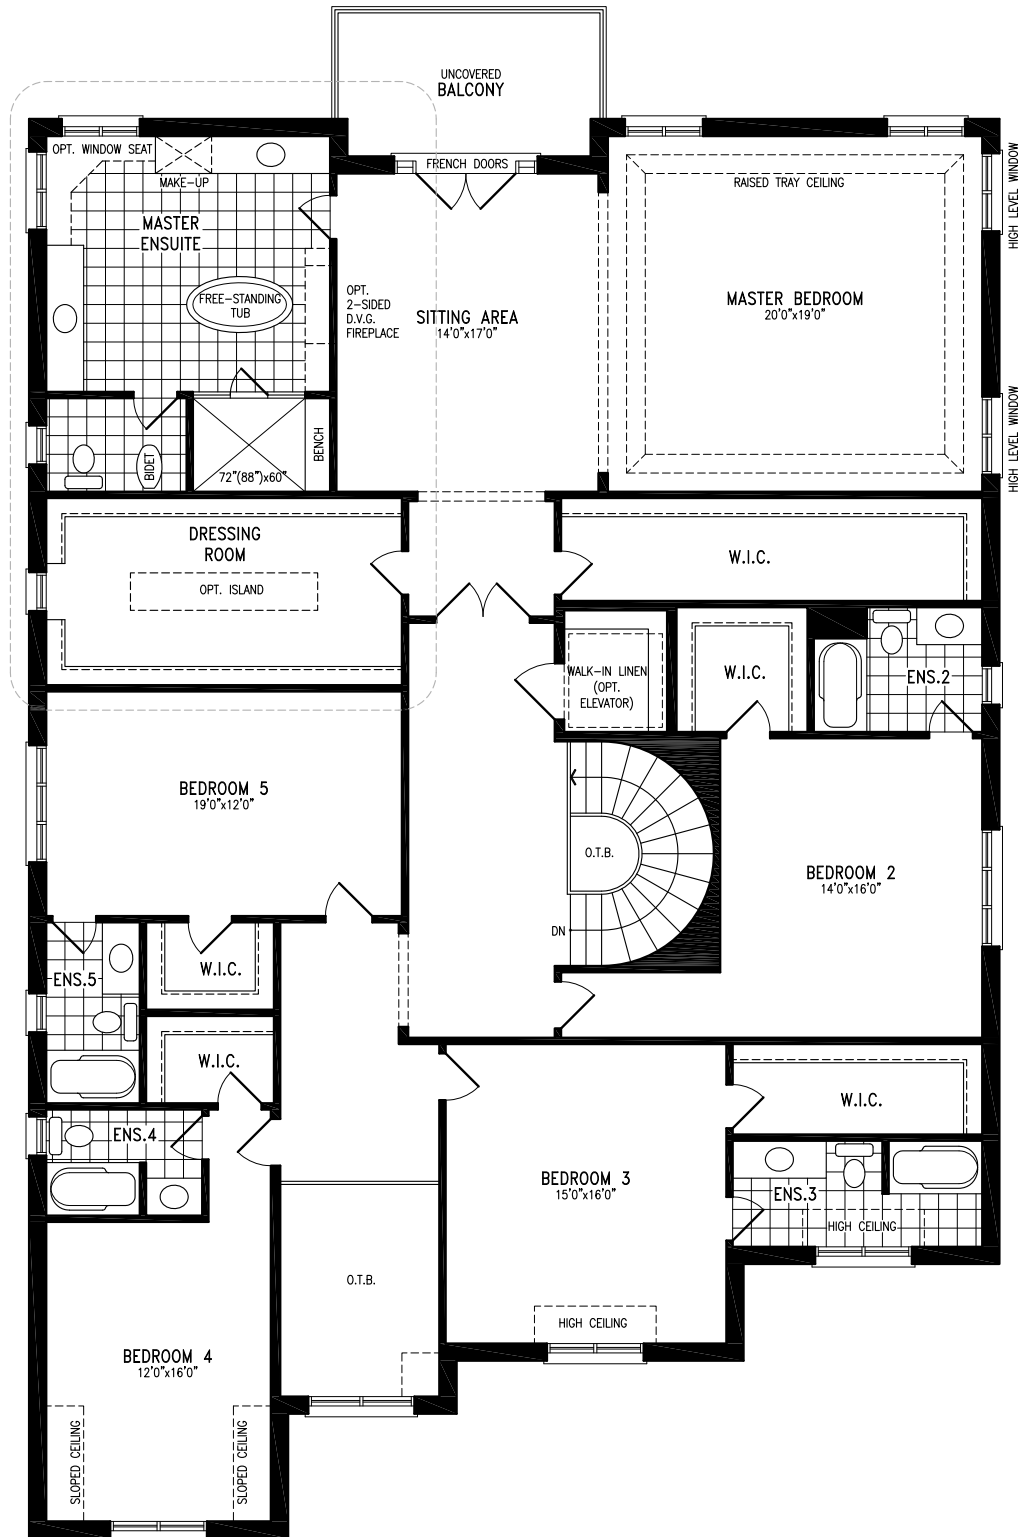 UNCOVERED
BALCONY
OPT. WINDOW SEAT
MAKE-UP
FRENCH DOORS
RAISED TRAY CEILING
HIGH LEVEL WINDOW
MASTER
ENSUITE
FREE-STANDING
TUB
OPT.
2-SIDED
D.V.G.
FIREPLACE
SITTING AREA
14'0"x17'0"
MASTER BEDROOM
20'0"x19'0"
HIGH LEVEL WINDOW
BIDET
72"(88")x60"
BENCH
DRESSING
ROOM
OPT. ISLAND
W.I.C.
WALK-IN LINEN
(OPT.
ELEVATOR)
W.I.C.
ENS.2
BEDROOM 5
19'0"x12'0"
O.T.B.
DN
BEDROOM 2
14'0"x16'0"
ENS.5
W.I.C.
W.I.C.
ENS.4
W.I.C.
BEDROOM 3
15'0"x16'0"
ENS.3
HIGH CEILING
O.T.B.
HIGH CEILING
BEDROOM 4
12'0"x16'0"
SLOPED CEILING
SLOPED CEILING